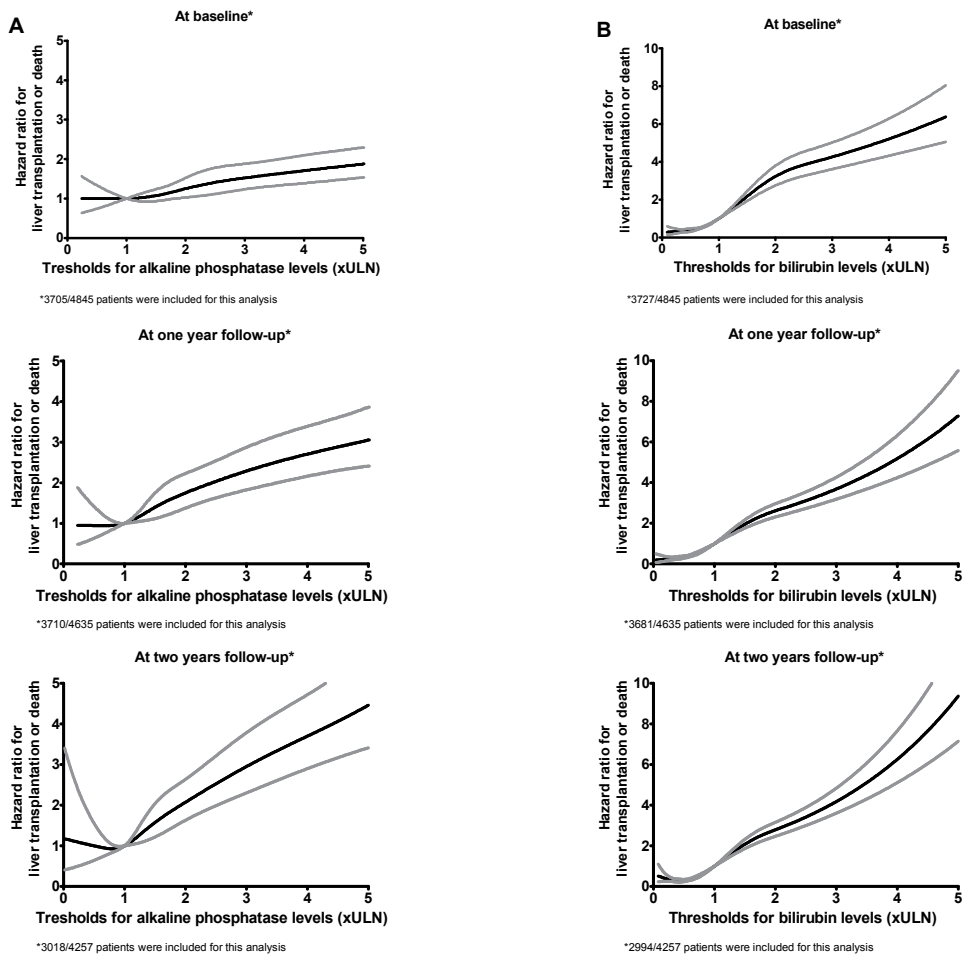 A
At baseline*
Hazard ratio for
liver transplantation or death
5
4
3
2
1
0
0 1 2 3 4 5
Tresholds for alkaline phosphatase levels (xULN)
*3705/4845 patients were included for this analysis
At one year follow-up*
Hazard ratio for
liver transplantation or death
5
4
3
2
1
0
0 1 2 3 4 5
Tresholds for alkaline phosphatase levels (xULN)
*3710/4635 patients were included for this analysis
At two years follow-up*
Hazard ratio for
liver transplantation or death
5
4
3
2
1
0
0 1 2 3 4 5
Tresholds for alkaline phosphatase levels (xULN)
*3018/4257 patients were included for this analysis
B
At baseline*
Hazard ratio for
liver transplantation or death
10
8
6
4
2
0
0 1 2 3 4 5
Thresholds for bilirubin levels (xULN)
*3727/4845 patients were included for this analysis
At one year follow-up*
Hazard ratio for
liver transplantation or death
10
8
6
4
2
0
0 1 2 3 4 5
Thresholds for bilirubin levels (xULN)
*3681/4635 patients were included for this analysis
At two years follow-up*
Hazard ratio for
liver transplantation or death
10
8
6
4
2
0
0 1 2 3 4 5
Thresholds for bilirubin levels (xULN)
*2994/4257 patients were included for this analysis